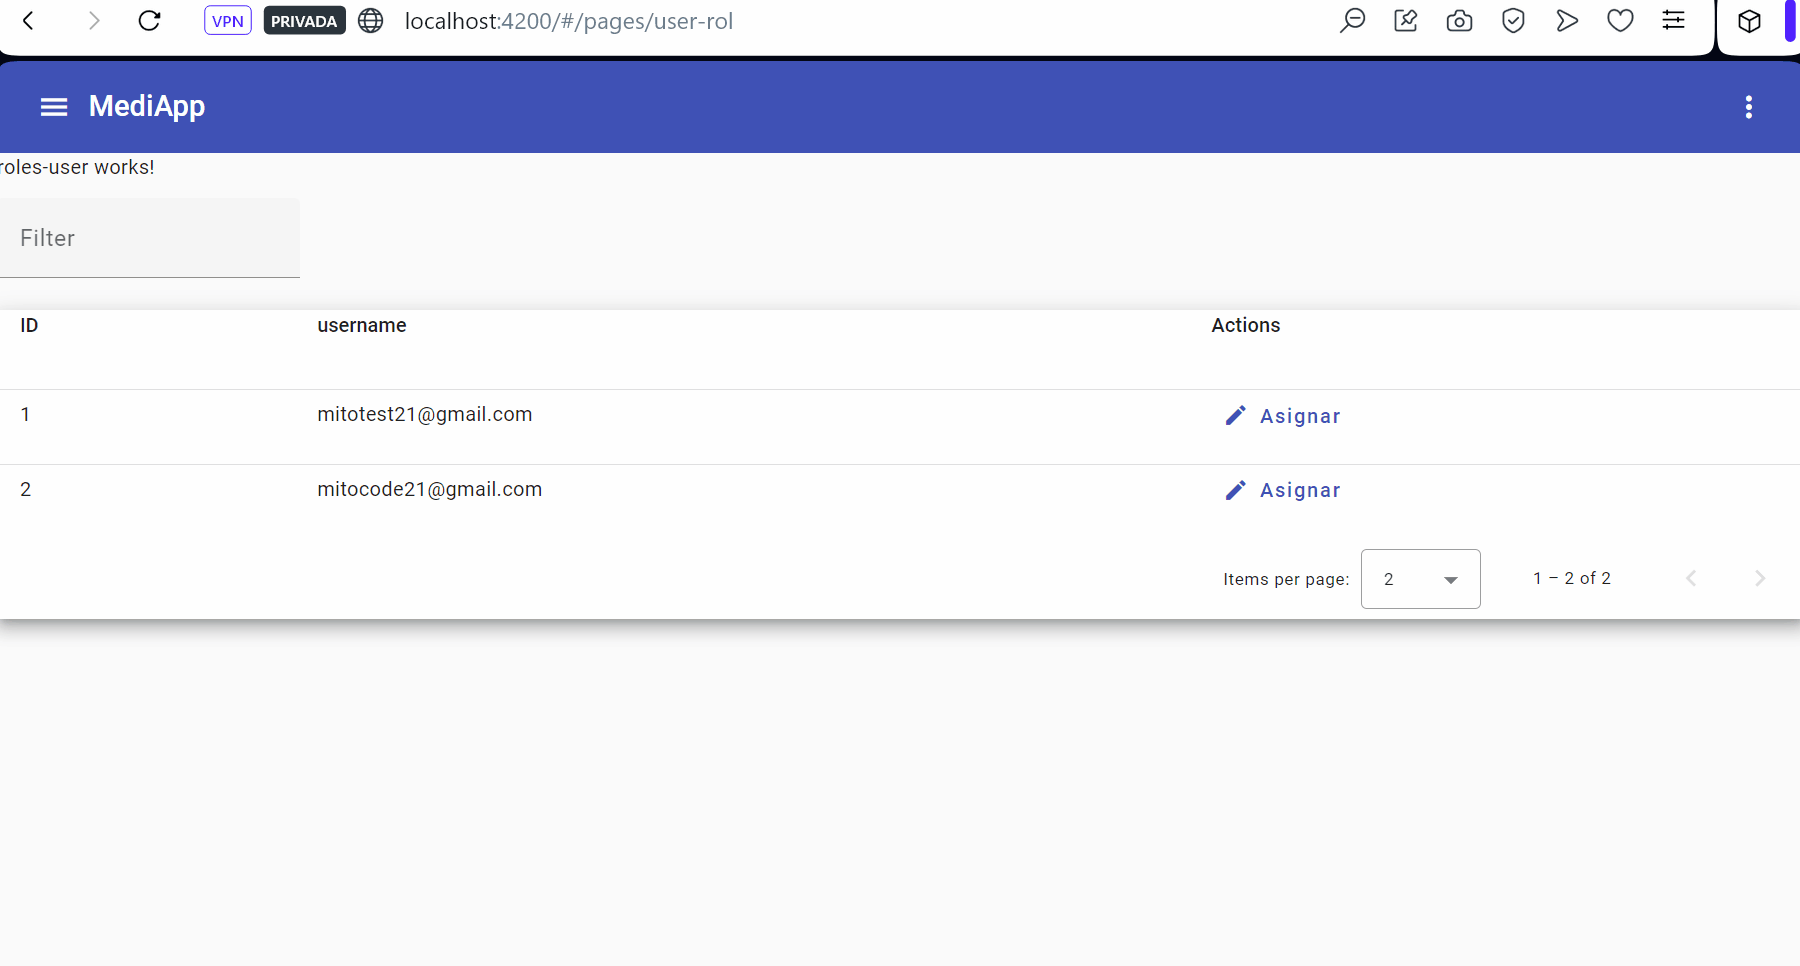 VPN PRIVADA localhost:4200/#/pages/user-rol
MediApp
roles-user works!
Filter
ID username Actions
1 mitotest21@gmail.com Asignar
2 mitocode21@gmail.com Asignar
Items per page: 2 1 – 2 of 2